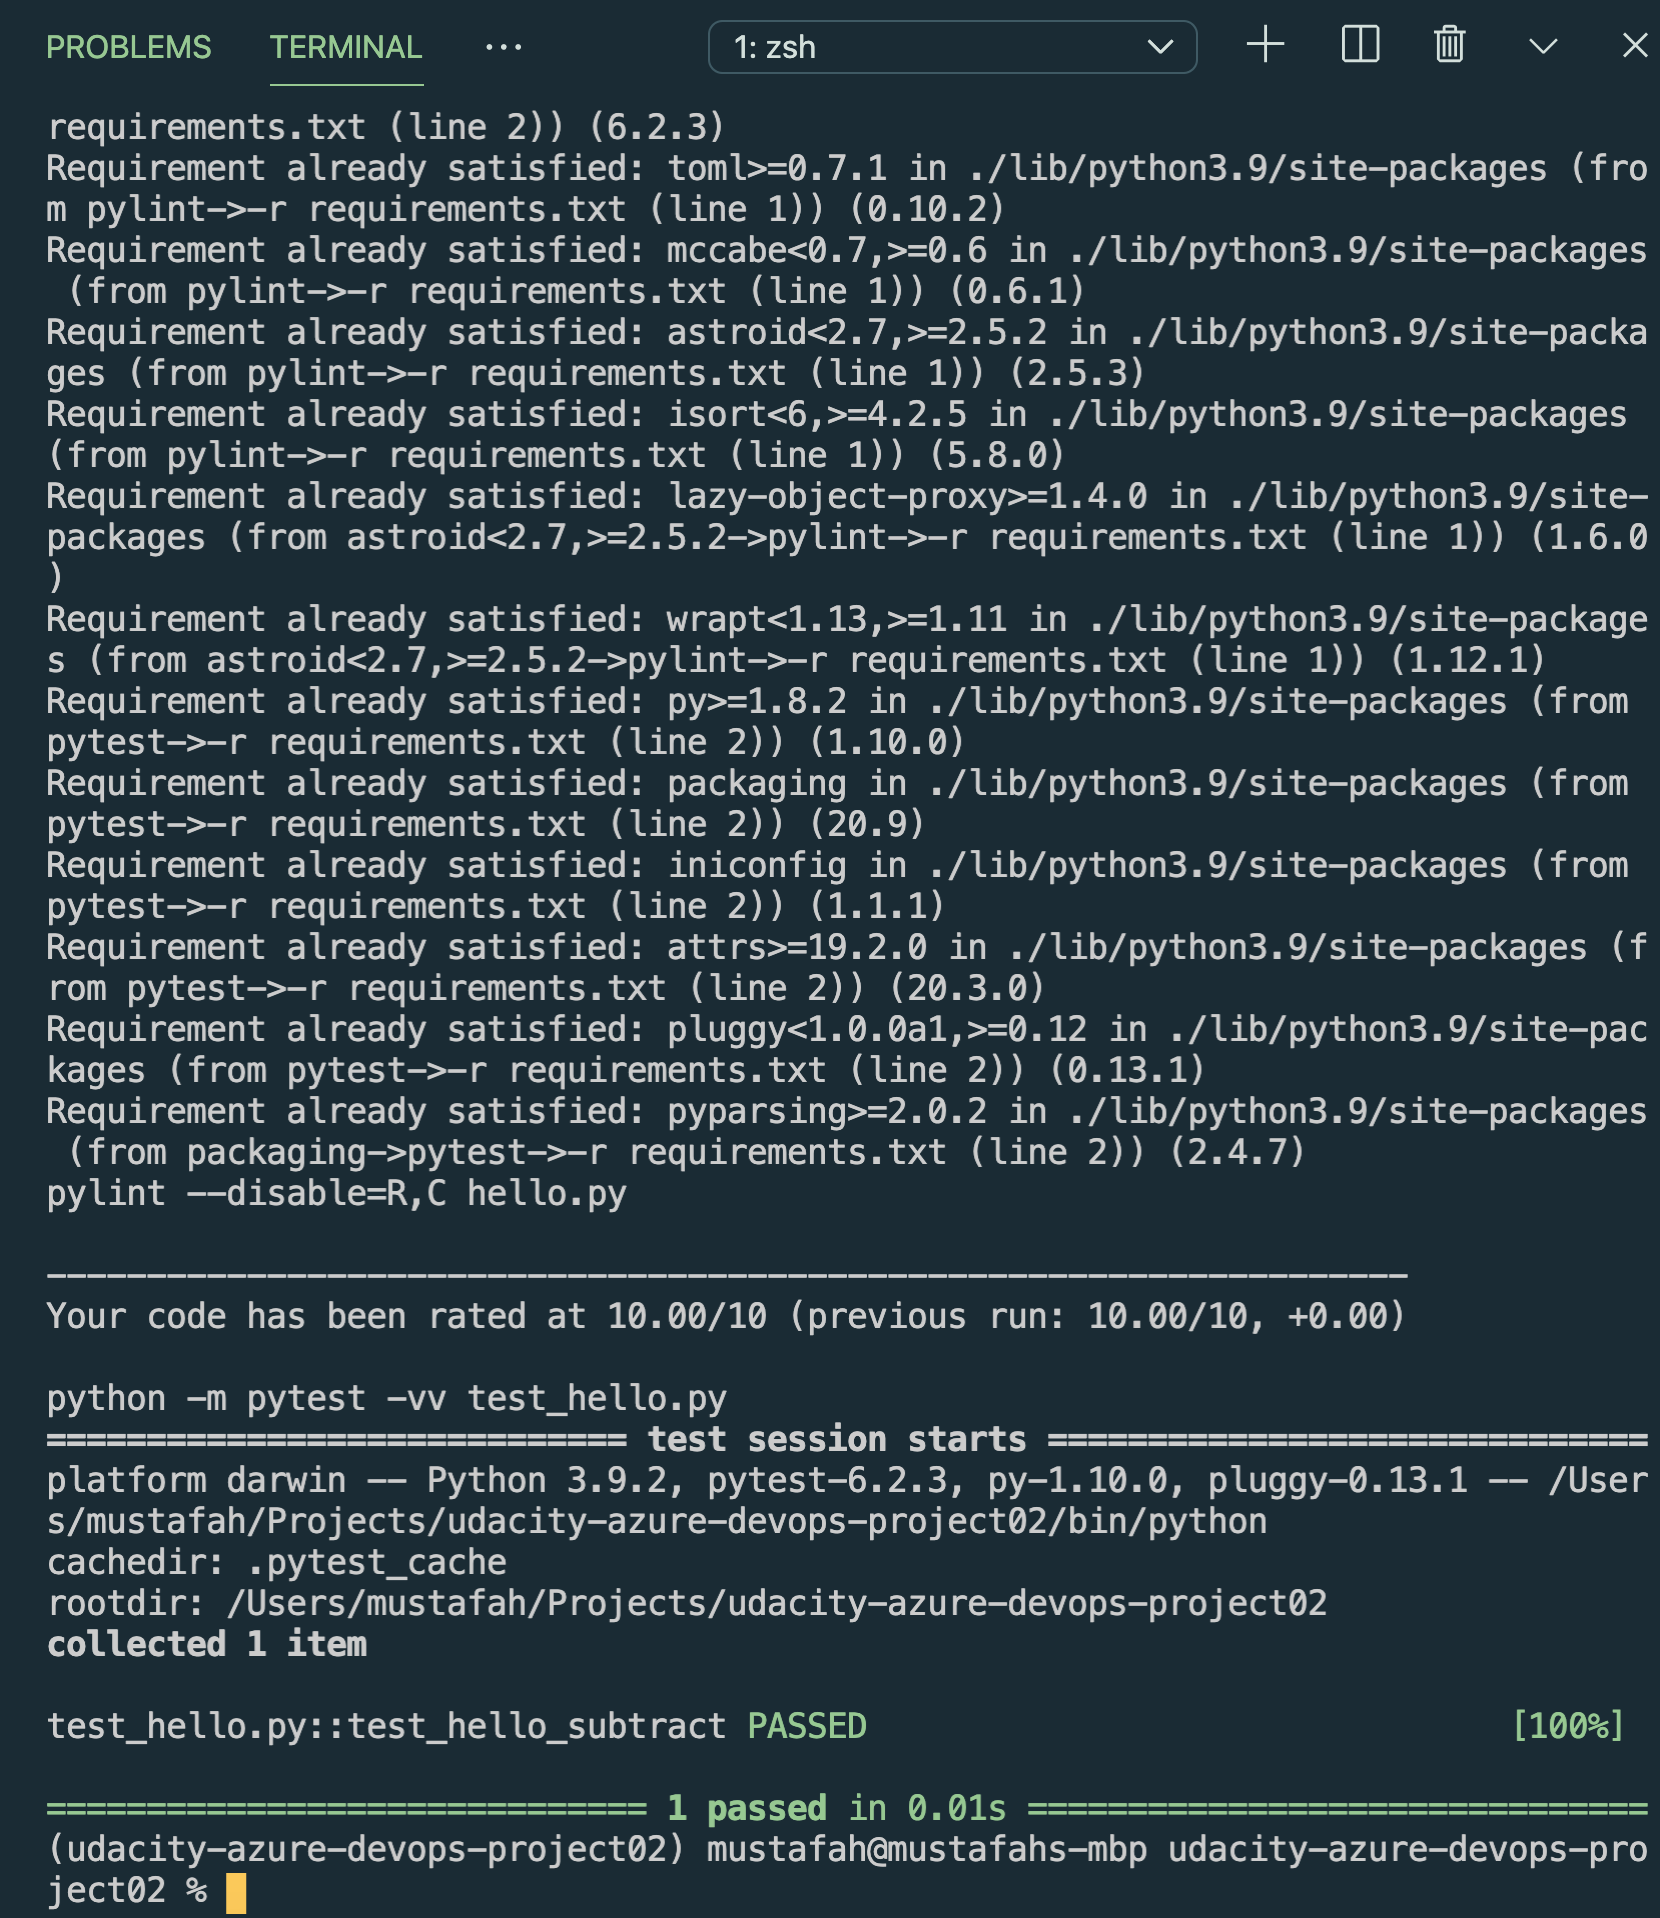 PROBLEMS TERMINAL ··· 1: zsh
requirements.txt (line 2)) (6.2.3)
Requirement already satisfied: toml>=0.7.1 in ./lib/python3.9/site-packages (fro
m pylint->-r requirements.txt (line 1)) (0.10.2)
Requirement already satisfied: mccabe<0.7,>=0.6 in ./lib/python3.9/site-packages
 (from pylint->-r requirements.txt (line 1)) (0.6.1)
Requirement already satisfied: astroid<2.7,>=2.5.2 in ./lib/python3.9/site-packa
ges (from pylint->-r requirements.txt (line 1)) (2.5.3)
Requirement already satisfied: isort<6,>=4.2.5 in ./lib/python3.9/site-packages
(from pylint->-r requirements.txt (line 1)) (5.8.0)
Requirement already satisfied: lazy-object-proxy>=1.4.0 in ./lib/python3.9/site-
packages (from astroid<2.7,>=2.5.2->pylint->-r requirements.txt (line 1)) (1.6.0
)
Requirement already satisfied: wrapt<1.13,>=1.11 in ./lib/python3.9/site-package
s (from astroid<2.7,>=2.5.2->pylint->-r requirements.txt (line 1)) (1.12.1)
Requirement already satisfied: py>=1.8.2 in ./lib/python3.9/site-packages (from
pytest->-r requirements.txt (line 2)) (1.10.0)
Requirement already satisfied: packaging in ./lib/python3.9/site-packages (from
pytest->-r requirements.txt (line 2)) (20.9)
Requirement already satisfied: iniconfig in ./lib/python3.9/site-packages (from
pytest->-r requirements.txt (line 2)) (1.1.1)
Requirement already satisfied: attrs>=19.2.0 in ./lib/python3.9/site-packages (f
rom pytest->-r requirements.txt (line 2)) (20.3.0)
Requirement already satisfied: pluggy<1.0.0a1,>=0.12 in ./lib/python3.9/site-pac
kages (from pytest->-r requirements.txt (line 2)) (0.13.1)
Requirement already satisfied: pyparsing>=2.0.2 in ./lib/python3.9/site-packages
 (from packaging->pytest->-r requirements.txt (line 2)) (2.4.7)
pylint --disable=R,C hello.py
--------------------------------------------------------------------
Your code has been rated at 10.00/10 (previous run: 10.00/10, +0.00)
python -m pytest -vv test_hello.py
============================= test session starts ==============================
platform darwin -- Python 3.9.2, pytest-6.2.3, py-1.10.0, pluggy-0.13.1 -- /User
s/mustafah/Projects/udacity-azure-devops-project02/bin/python
cachedir: .pytest_cache
rootdir: /Users/mustafah/Projects/udacity-azure-devops-project02
collected 1 item
test_hello.py::test_hello_subtract PASSED [100%]
============================== 1 passed in 0.01s ===============================
(udacity-azure-devops-project02) mustafah@mustafahs-mbp udacity-azure-devops-pro
ject02 %